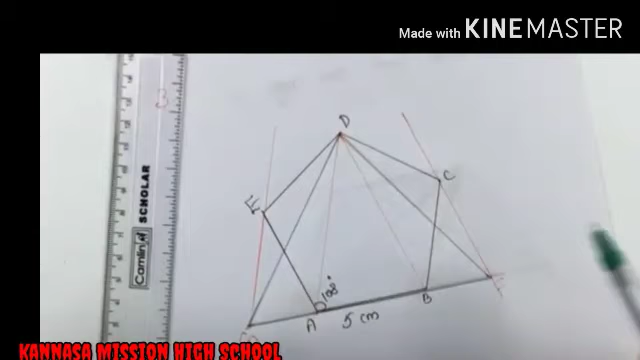 Made with KINEMASTER
D
C
E
108°
B
A
5 cm
Camlin
SCHOLAR
KANNASA MISSION HIGH SCHOOL